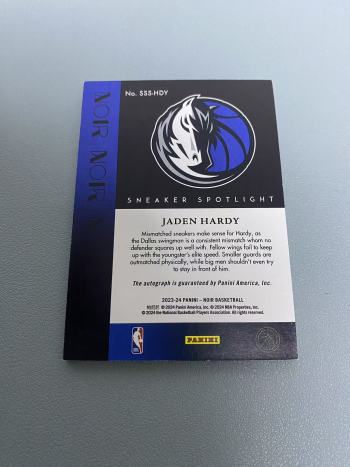 No. SSS-HDY
NOIR NOIR N
SNEAKER SPOTLIGHT
JADEN HARDY
Mismatched sneakers make sense for Hardy, as
the Dallas swingman is a consistent mismatch whom no
defender squares up well with. Fellow wings fail to keep
up with the youngster's elite speed. Smaller guards are
outmatched physically, while big men shouldn't even try
to stay in front of him.
The autograph is guaranteed by Panini America, Inc.
2023-24 PANINI – NOIR BASKETBALL
© 2024 Panini America, Inc. © 2024 NBA Properties, Inc.
© 2024 the National Basketball Players Association. All rights reserved.
PANINI